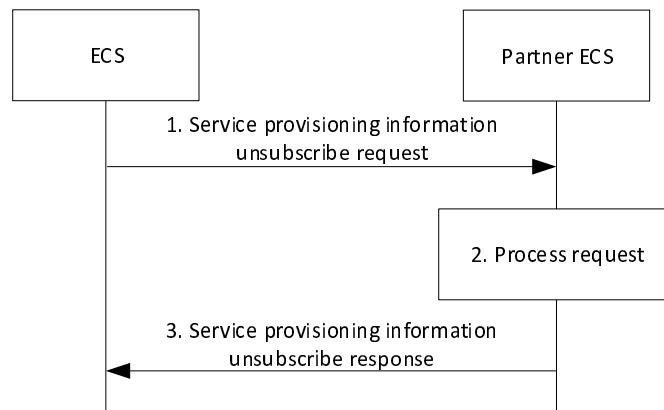 ECS
Partner ECS
1. Service provisioning information
unsubscribe request
2. Process request
3. Service provisioning information
unsubscribe response